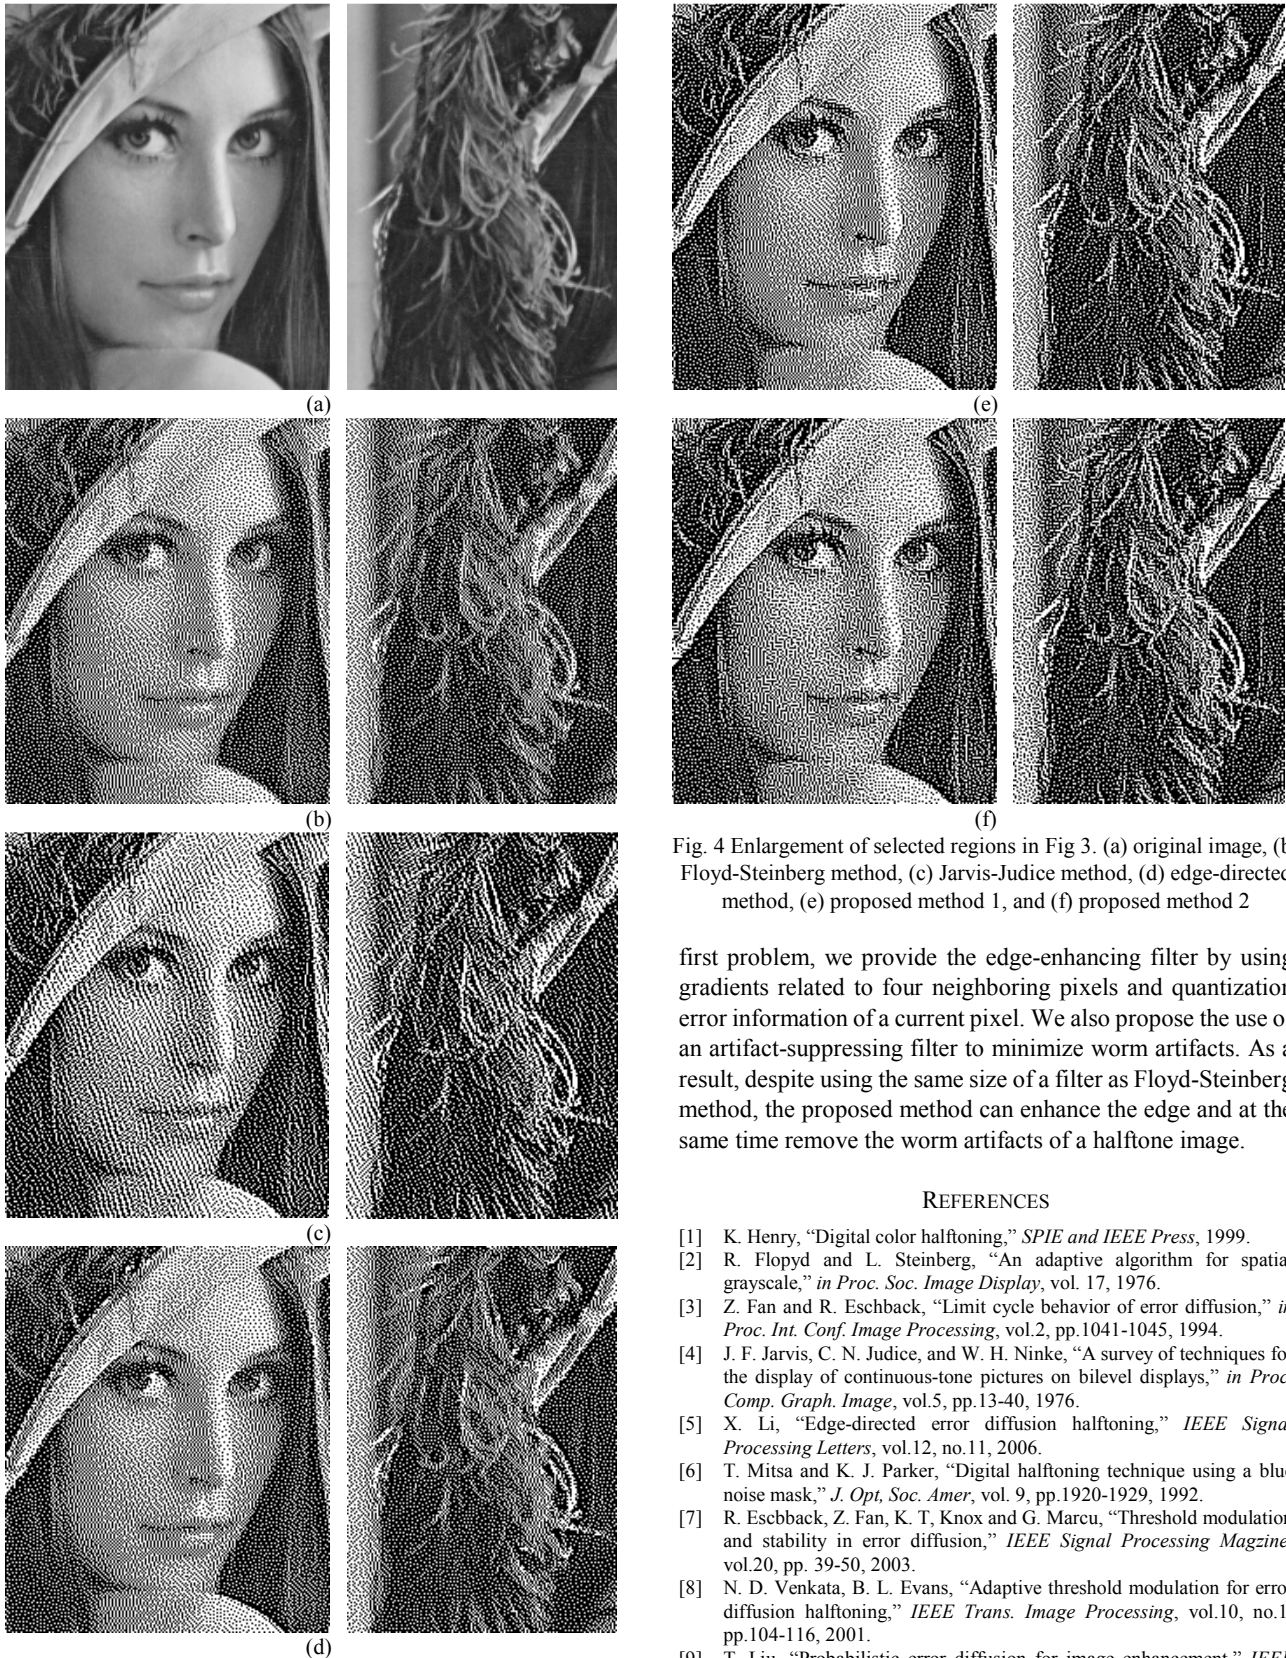 (a)
(b)
(c)
(d)
(e)
(f)
Fig. 4 Enlargement of selected regions in Fig 3. (a) original image, (b
Floyd-Steinberg method, (c) Jarvis-Judice method, (d) edge-directed
method, (e) proposed method 1, and (f) proposed method 2
first problem, we provide the edge-enhancing filter by using
gradients related to four neighboring pixels and quantization
error information of a current pixel. We also propose the use o
an artifact-suppressing filter to minimize worm artifacts. As a
result, despite using the same size of a filter as Floyd-Steinberg
method, the proposed method can enhance the edge and at the
same time remove the worm artifacts of a halftone image.
REFERENCES
[1] K. Henry, “Digital color halftoning,” SPIE and IEEE Press, 1999.
[2] R. Flopyd and L. Steinberg, “An adaptive algorithm for spatia
grayscale,” in Proc. Soc. Image Display, vol. 17, 1976.
[3] Z. Fan and R. Eschback, “Limit cycle behavior of error diffusion,” in
Proc. Int. Conf. Image Processing, vol.2, pp.1041-1045, 1994.
[4] J. F. Jarvis, C. N. Judice, and W. H. Ninke, “A survey of techniques fo
the display of continuous-tone pictures on bilevel displays,” in Proc
Comp. Graph. Image, vol.5, pp.13-40, 1976.
[5] X. Li, “Edge-directed error diffusion halftoning,” IEEE Signa
Processing Letters, vol.12, no.11, 2006.
[6] T. Mitsa and K. J. Parker, “Digital halftoning technique using a blu
noise mask,” J. Opt, Soc. Amer, vol. 9, pp.1920-1929, 1992.
[7] R. Escbback, Z. Fan, K. T, Knox and G. Marcu, “Threshold modulation
and stability in error diffusion,” IEEE Signal Processing Magzine
vol.20, pp. 39-50, 2003.
[8] N. D. Venkata, B. L. Evans, “Adaptive threshold modulation for erro
diffusion halftoning,” IEEE Trans. Image Processing, vol.10, no.1
pp.104-116, 2001.
[9] T. Liu, “Probabilistic error diffusion for image enhancement,” IEEE